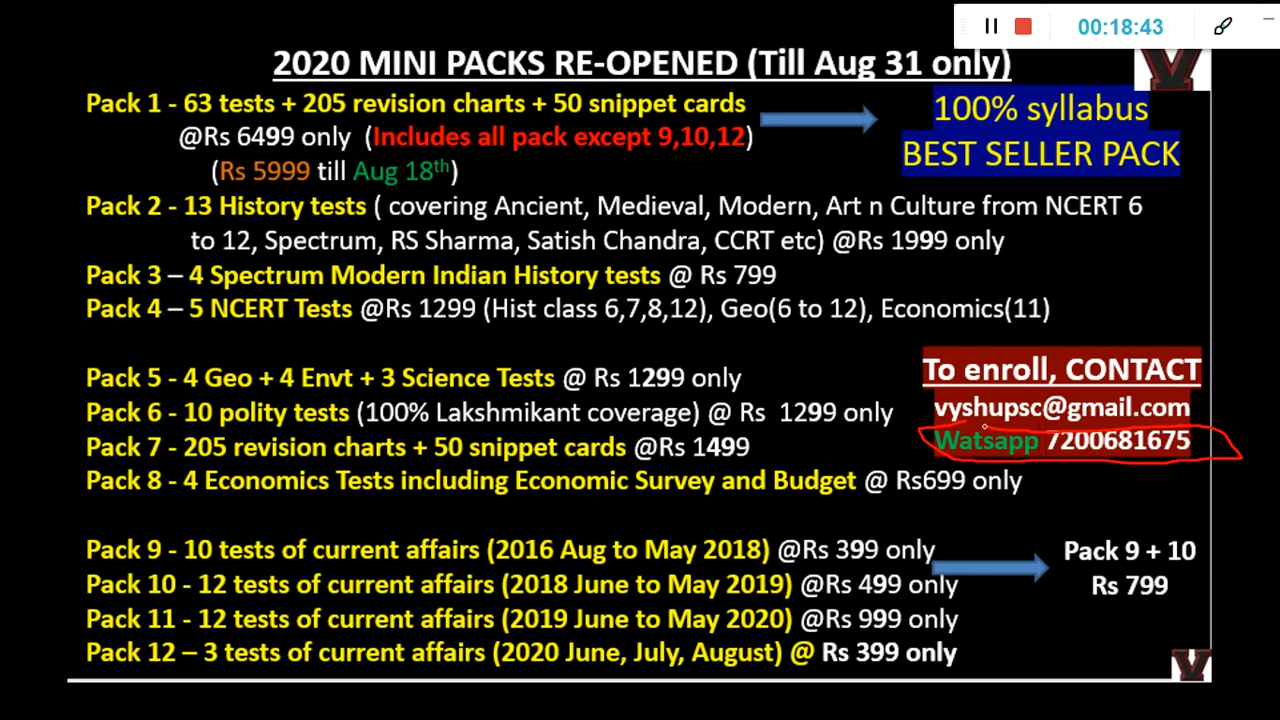 00:18:43
2020 MINI PACKS RE-OPENED (Till Aug 31 only)
V
Pack 1 - 63 tests + 205 revision charts + 50 snippet cards
@Rs 6499 only (Includes all pack except 9,10,12)
(Rs 5999 till Aug 18th)
100% syllabus
BEST SELLER PACK
Pack 2 - 13 History tests ( covering Ancient, Medieval, Modern, Art n Culture from NCERT 6
to 12, Spectrum, RS Sharma, Satish Chandra, CCRT etc) @Rs 1999 only
Pack 3 – 4 Spectrum Modern Indian History tests @ Rs 799
Pack 4 – 5 NCERT Tests @Rs 1299 (Hist class 6,7,8,12), Geo(6 to 12), Economics(11)
Pack 5 - 4 Geo + 4 Envt + 3 Science Tests @ Rs 1299 only
Pack 6 - 10 polity tests (100% Lakshmikant coverage) @ Rs 1299 only
Pack 7 - 205 revision charts + 50 snippet cards @Rs 1499
Pack 8 - 4 Economics Tests including Economic Survey and Budget @ Rs699 only
To enroll, CONTACT
vyshupsc@gmail.com
Watsapp 7200681675
Pack 9 - 10 tests of current affairs (2016 Aug to May 2018) @Rs 399 only
Pack 10 - 12 tests of current affairs (2018 June to May 2019) @Rs 499 only
Pack 11 - 12 tests of current affairs (2019 June to May 2020) @Rs 999 only
Pack 12 – 3 tests of current affairs (2020 June, July, August) @ Rs 399 only
Pack 9 + 10
Rs 799
V